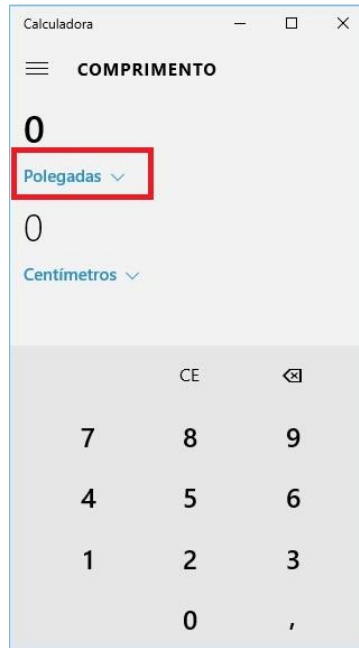 Calculadora
COMPRIMENTO
0
Polegadas
0
Centímetros
CE
7 8 9
4 5 6
1 2 3
0 ,